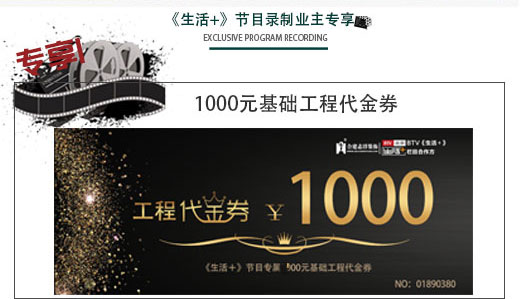 《生活+》节目录制业主专享
EXCLUSIVE PROGRAM RECORDING
专享
1000元基础工程代金券
BTV《生活+》
栏目合作方
工程代金券 ¥ 1000
《生活+》节目专属 1000元基础工程代金券
NO: 01890380